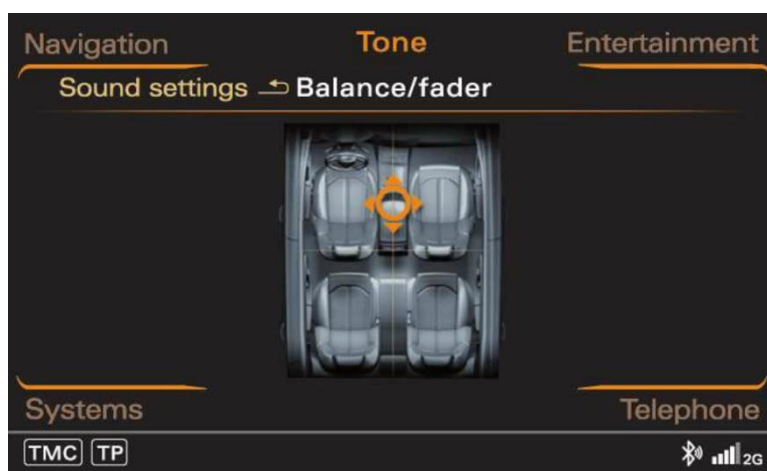 Navigation Tone Entertainment
Sound settings Balance/fader
Systems Telephone
TMC TP 2G